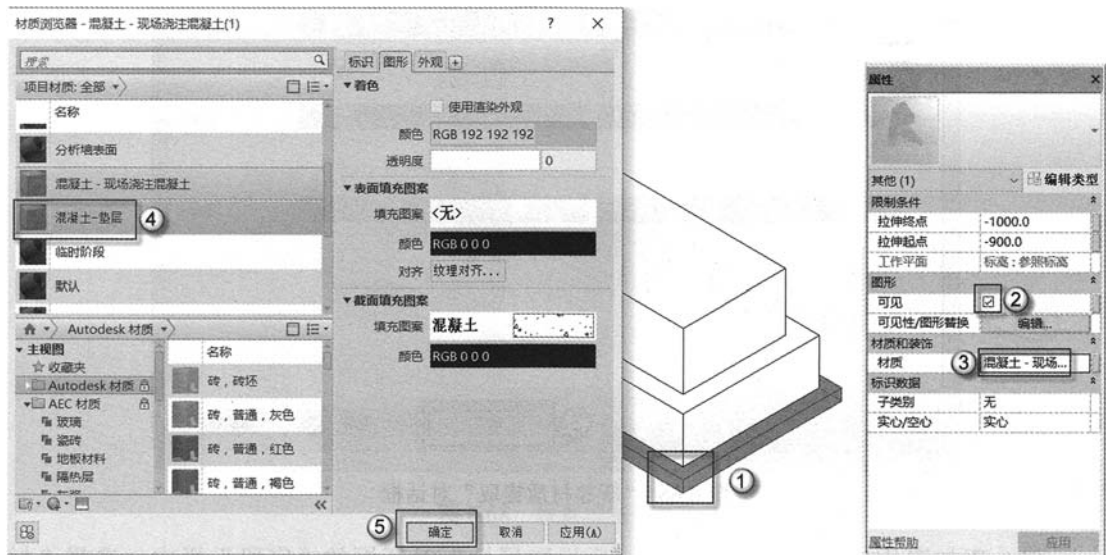 材质浏览器 - 混凝土 - 现场浇注混凝土(1)
? ×
搜索
项目材质: 全部
名称
分析墙表面
混凝土 - 现场浇注混凝土
混凝土-垫层
④
临时阶段
默认
Autodesk 材质
主视图
收藏夹
Autodesk 材质
AEC 材质
玻璃
瓷砖
地板材料
隔热层
名称
砖，砖坯
砖，普通，灰色
砖，普通，红色
砖，普通，褐色
«
标识 图形 外观 +
着色
使用渲染外观
颜色 RGB 192 192 192
透明度 0
表面填充图案
填充图案 <无>
颜色 RGB 0 0 0
对齐 纹理对齐...
截面填充图案
填充图案 混凝土
颜色 RGB 0 0 0
⑤ 确定 取消 应用(A)
①
属性 ×
其他 (1) 编辑类型
限制条件
拉伸终点 -1000.0
拉伸起点 -900.0
工作平面 标高 : 参照标高
图形
可见 ②
可见性/图形替换 编辑...
材质和装饰
材质 ③ 混凝土 - 现场...
标识数据
子类别 无
实心/空心 实心
属性帮助 应用